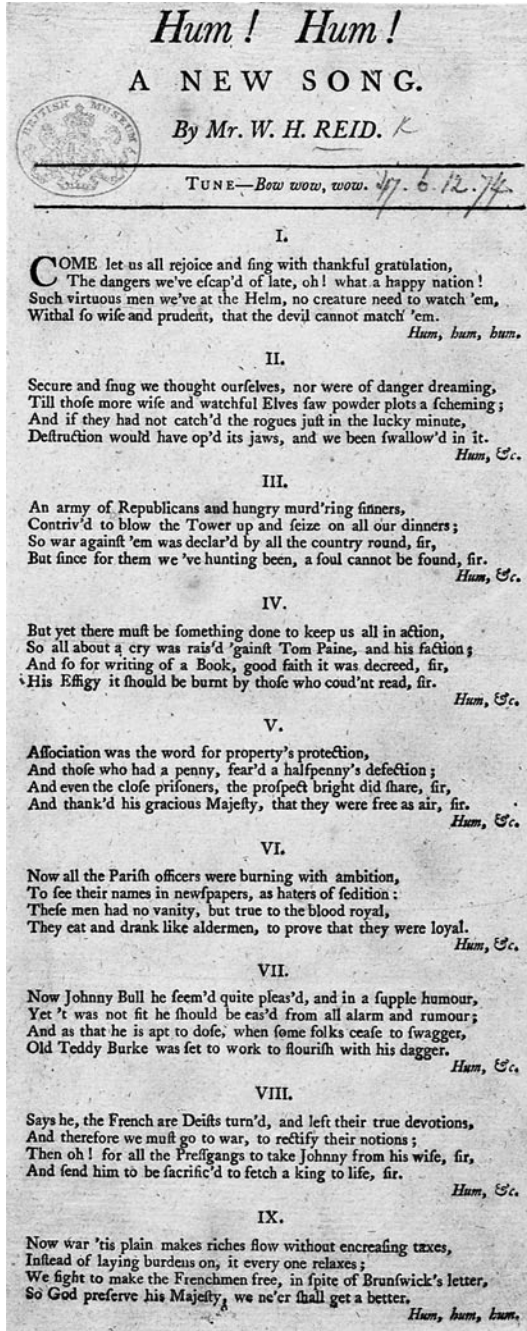 Hum! Hum!
A NEW SONG.
By Mr. W. H. REID.
BRITISH MUSEUM
TUNE—Bow wow, wow.
6.12.74
I.
COME let us all rejoice and ſing with thankful gratulation,
The dangers we've eſcap'd of late, oh! what a happy nation!
Such virtuous men we've at the Helm, no creature need to watch 'em,
Withal ſo wiſe and prudent, that the devil cannot match 'em.
Hum, hum, hum.
II.
Secure and ſnug we thought ourſelves, nor were of danger dreaming,
Till thoſe more wiſe and watchful Elves ſaw powder plots a ſcheming;
And if they had not catch'd the rogues juſt in the lucky minute,
Deſtruction would have op'd its jaws, and we been ſwallow'd in it.
Hum, &c.
III.
An army of Republicans and hungry murd'ring ſinners,
Contriv'd to blow the Tower up and ſeize on all our dinners;
So war againſt 'em was declar'd by all the country round, ſir,
But ſince for them we 've hunting been, a ſoul cannot be found, ſir.
Hum, &c.
IV.
But yet there muſt be ſomething done to keep us all in action,
So all about a cry was rais'd 'gainſt Tom Paine, and his faction;
And ſo for writing of a Book, good faith it was decreed, ſir,
His Effigy it ſhould be burnt by thoſe who coud'nt read, ſir.
Hum, &c.
V.
Aſſociation was the word for property's protection,
And thoſe who had a penny, fear'd a halfpenny's defection;
And even the cloſe priſoners, the proſpect bright did ſhare, ſir,
And thank'd his gracious Majeſty, that they were free as air, ſir.
Hum, &c.
VI.
Now all the Pariſh officers were burning with ambition,
To ſee their names in newſpapers, as haters of ſedition:
Theſe men had no vanity, but true to the blood royal,
They eat and drank like aldermen, to prove that they were loyal.
Hum, &c.
VII.
Now Johnny Bull he ſeem'd quite pleas'd, and in a ſupple humour,
Yet 't was not fit he ſhould be eas'd from all alarm and rumour;
And as that he is apt to doſe, when ſome folks ceaſe to ſwagger,
Old Teddy Burke was ſet to work to flouriſh with his dagger.
Hum, &c.
VIII.
Says he, the French are Deiſts turn'd, and left their true devotions,
And therefore we muſt go to war, to rectify their notions;
Then oh! for all the Preſſgangs to take Johnny from his wife, ſir,
And ſend him to be ſacrific'd to fetch a king to life, ſir.
Hum, &c.
IX.
Now war 'tis plain makes riches flow without encreaſing taxes,
Inſtead of laying burdens on, it every one relaxes;
We fight to make the Frenchmen free, in ſpite of Brunſwick's letter,
So God preſerve his Majeſty, we ne'er ſhall get a better.
Hum, hum, hum.